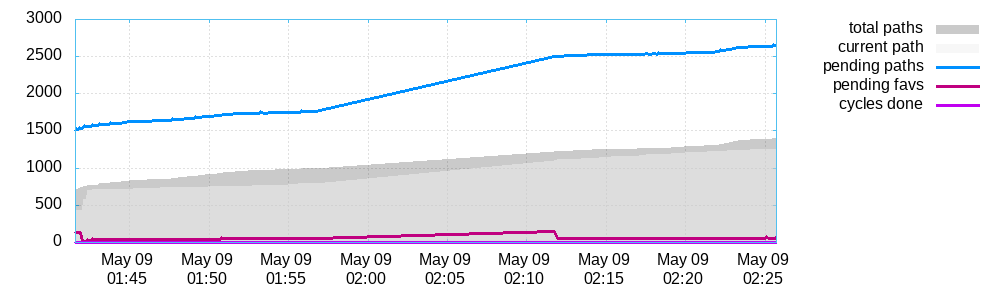 3000
2500
2000
1500
1000
500
0
May 09 May 09 May 09 May 09 May 09 May 09 May 09 May 09 May 09
01:45 01:50 01:55 02:00 02:05 02:10 02:15 02:20 02:25
total paths
current path
pending paths
pending favs
cycles done